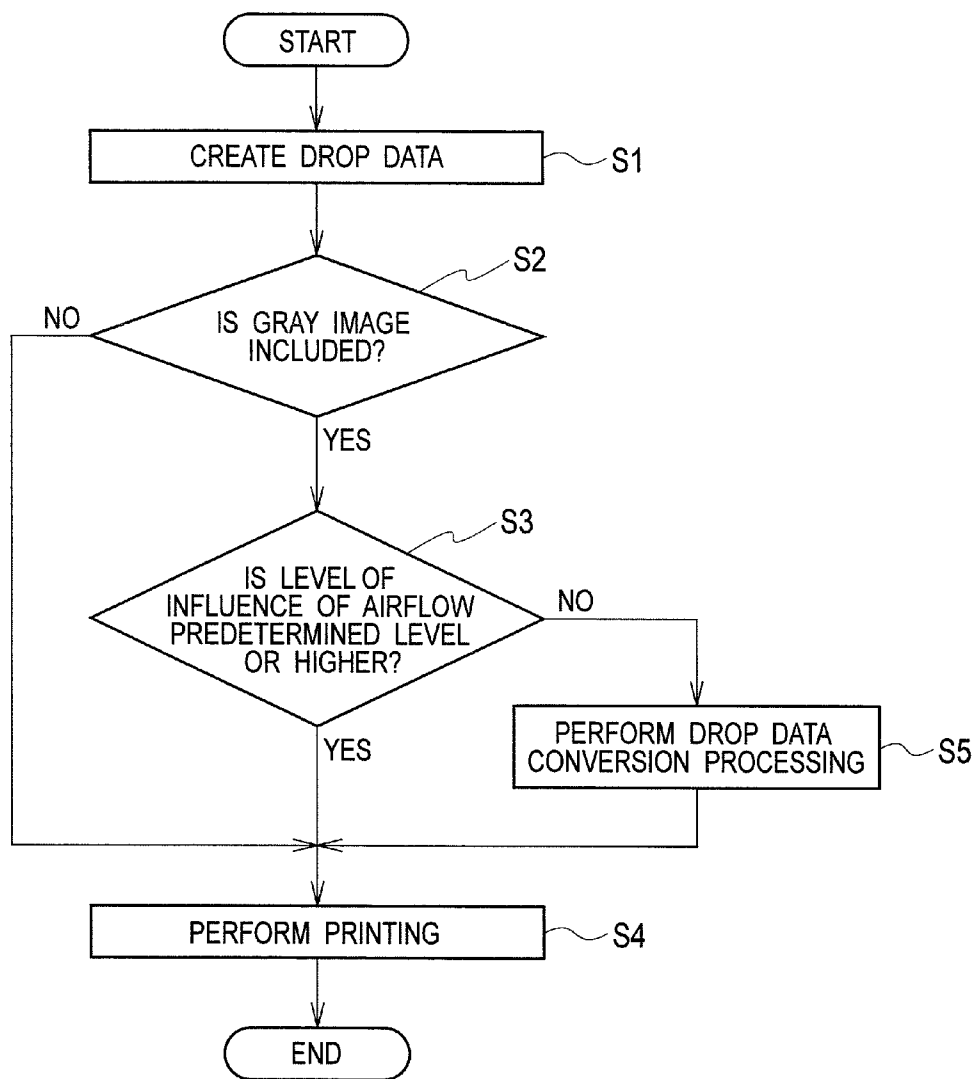 START
CREATE DROP DATA
S1
S2
NO
IS GRAY IMAGE
INCLUDED?
YES
S3
IS LEVEL OF
INFLUENCE OF AIRFLOW
PREDETERMINED LEVEL
OR HIGHER?
NO
YES
PERFORM DROP DATA
CONVERSION PROCESSING
S5
PERFORM PRINTING
S4
END